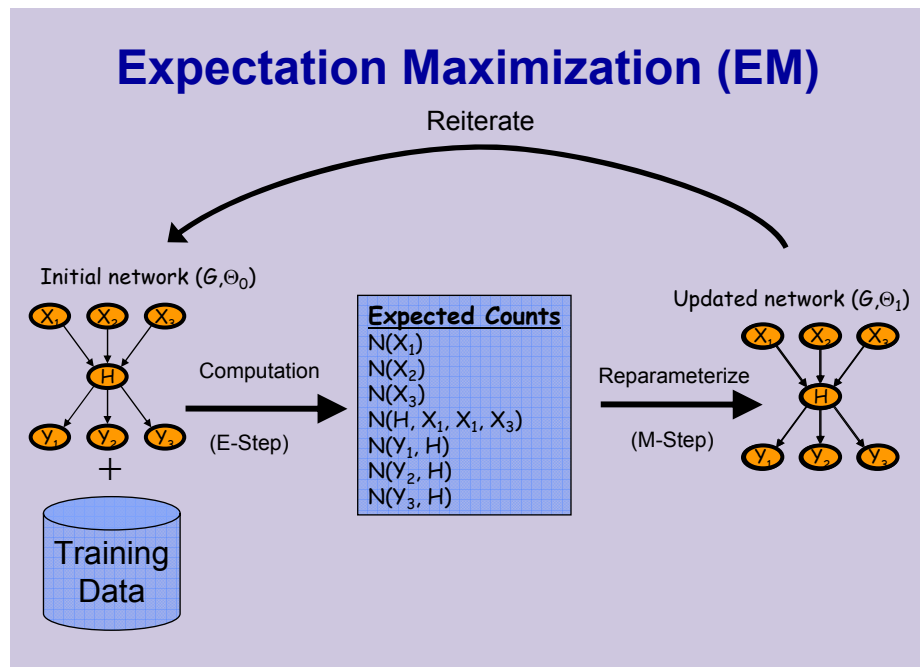 Expectation Maximization (EM)
Reiterate
Initial network (G,Θ₀)
X₁ X₂ X₃
H
Y₁ Y₂ Y₃
+
Training
Data
Computation
(E-Step)
Expected Counts
N(X₁)
N(X₂)
N(X₃)
N(H, X₁, X₁, X₃)
N(Y₁, H)
N(Y₂, H)
N(Y₃, H)
Reparameterize
(M-Step)
Updated network (G,Θ₁)
X₁ X₂ X₃
H
Y₁ Y₂ Y₃